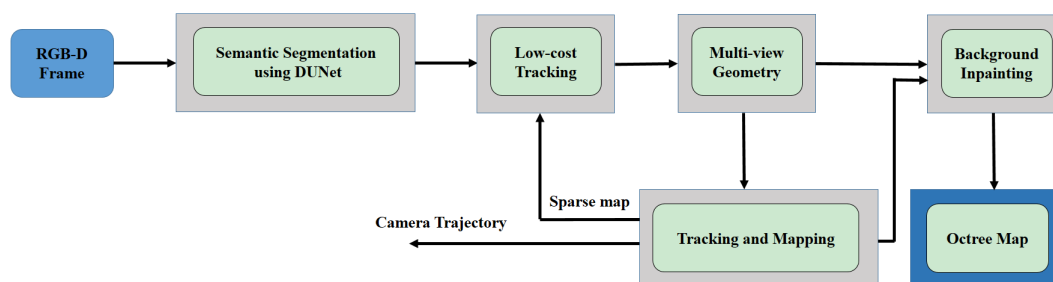 RGB-D
Frame
Semantic Segmentation
using DUNet
Low-cost
Tracking
Multi-view
Geometry
Background
Inpainting
Sparse map
Camera Trajectory
Tracking and Mapping
Octree Map